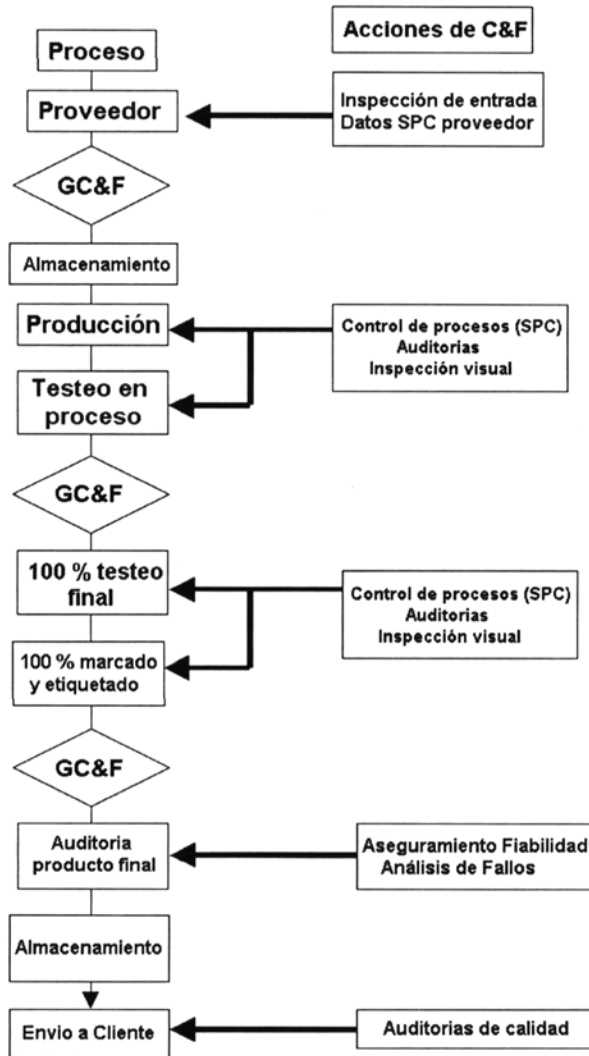 Proceso
Acciones de C&F
Proveedor
Inspección de entrada
Datos SPC proveedor
GC&F
Almacenamiento
Producción
Control de procesos (SPC)
Auditorias
Inspección visual
Testeo en
proceso
GC&F
100 % testeo
final
Control de procesos (SPC)
Auditorias
Inspección visual
100 % marcado
y etiquetado
GC&F
Auditoria
producto final
Aseguramiento Fiabilidad
Análisis de Fallos
Almacenamiento
Envio a Cliente
Auditorias de calidad